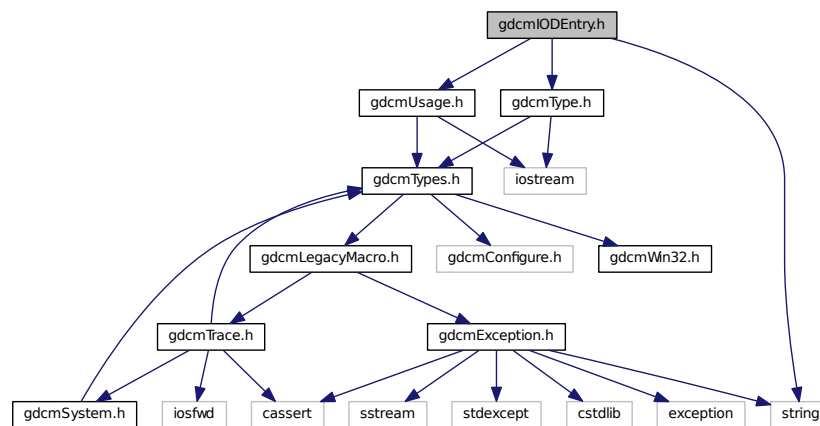 gdcmIODEntry.h
gdcmUsage.h
gdcmType.h
gdcmTypes.h
iostream
gdcmLegacyMacro.h
gdcmConfigure.h
gdcmWin32.h
gdcmTrace.h
gdcmException.h
gdcmSystem.h
iosfwd
cassert
sstream
stdexcept
cstdlib
exception
string